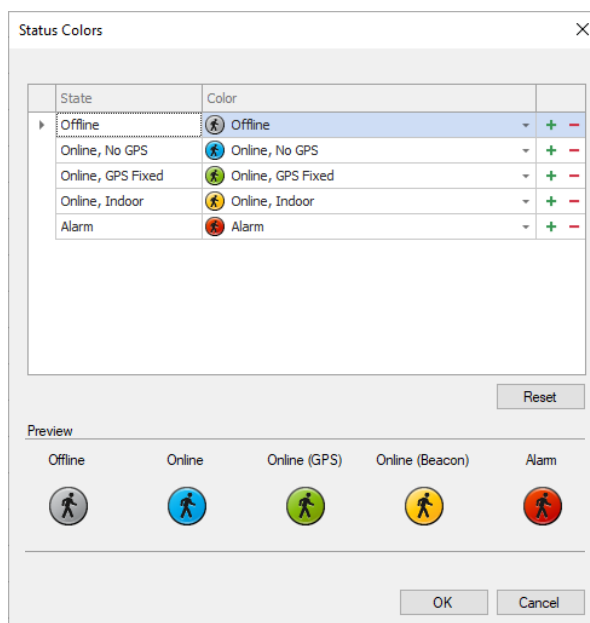 Status Colors
State Color
Offline Offline
Online, No GPS Online, No GPS
Online, GPS Fixed Online, GPS Fixed
Online, Indoor Online, Indoor
Alarm Alarm
Reset
Preview
Offline Online Online (GPS) Online (Beacon) Alarm
OK Cancel